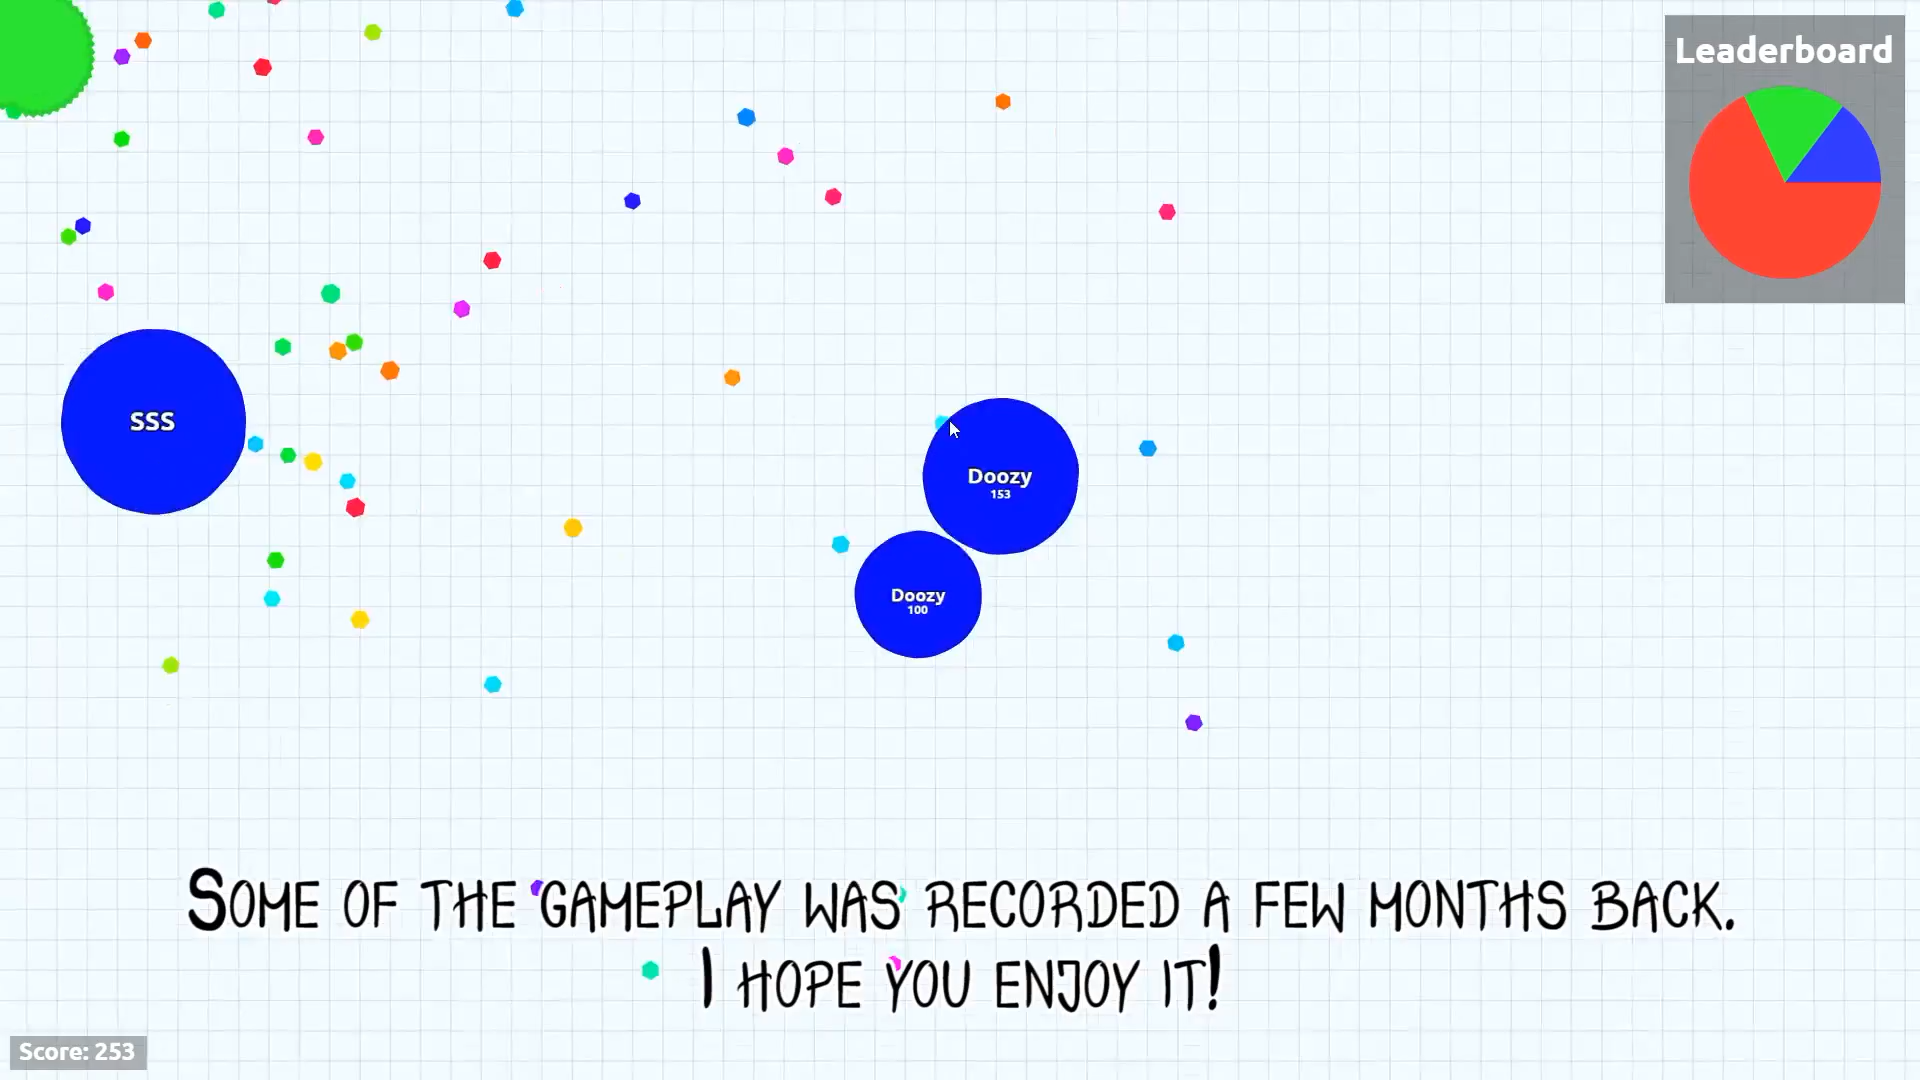 Leaderboard
SSS
Doozy
153
Doozy
100
SOME OF THE GAMEPLAY WAS RECORDED A FEW MONTHS BACK.
I HOPE YOU ENJOY IT!
Score: 253